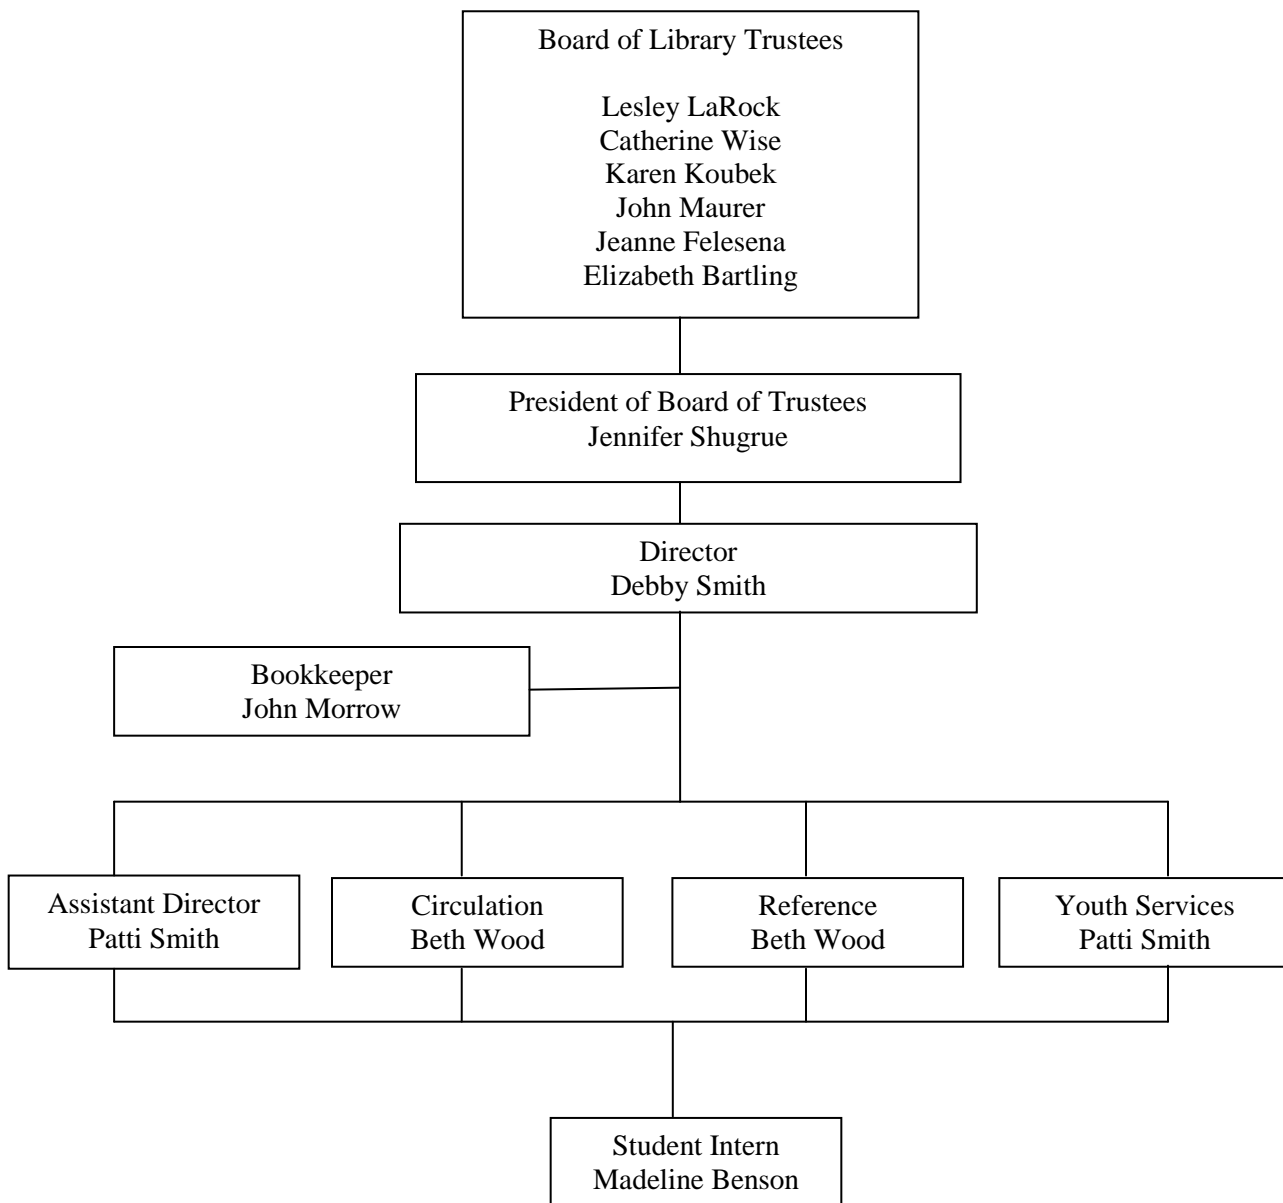 Board of Library Trustees
Lesley LaRock
Catherine Wise
Karen Koubek
John Maurer
Jeanne Felesena
Elizabeth Bartling
President of Board of Trustees
Jennifer Shugrue
Director
Debby Smith
Bookkeeper
John Morrow
Assistant Director
Patti Smith
Circulation
Beth Wood
Reference
Beth Wood
Youth Services
Patti Smith
Student Intern
Madeline Benson